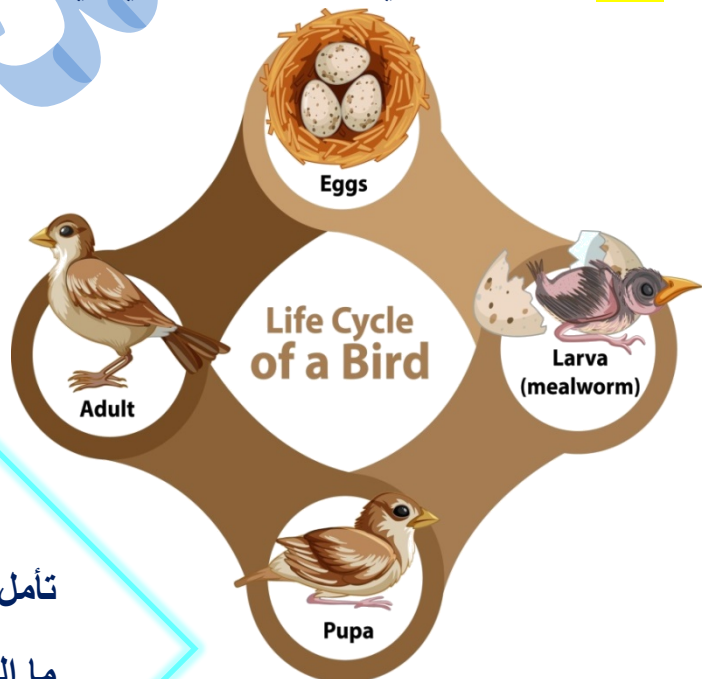 Eggs
Life Cycle
of a Bird
Larva
(mealworm)
Adult
Pupa
تأمل